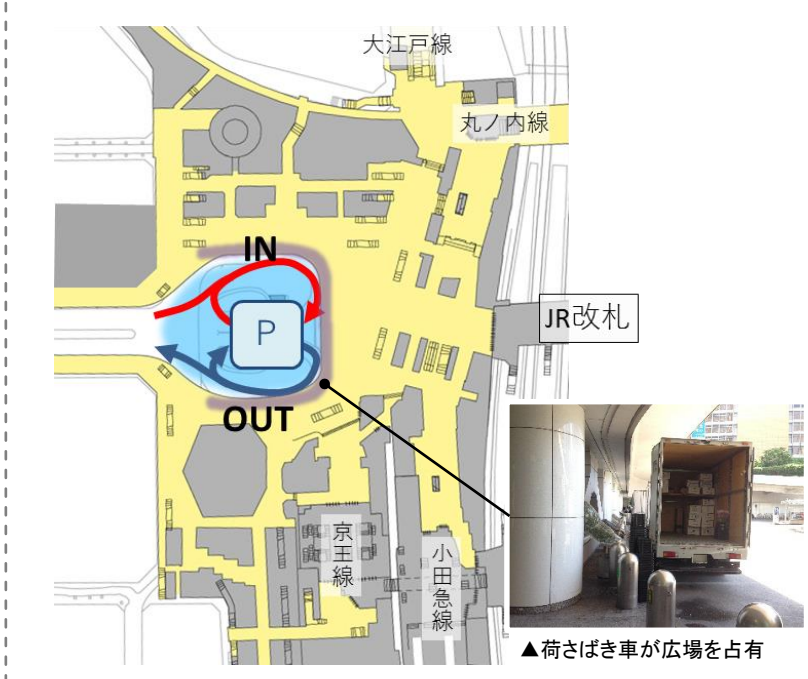 大江戸線
丸ノ内線
IN
P
JR改札
OUT
京王線
小田急線
▲荷さばき車が広場を占有